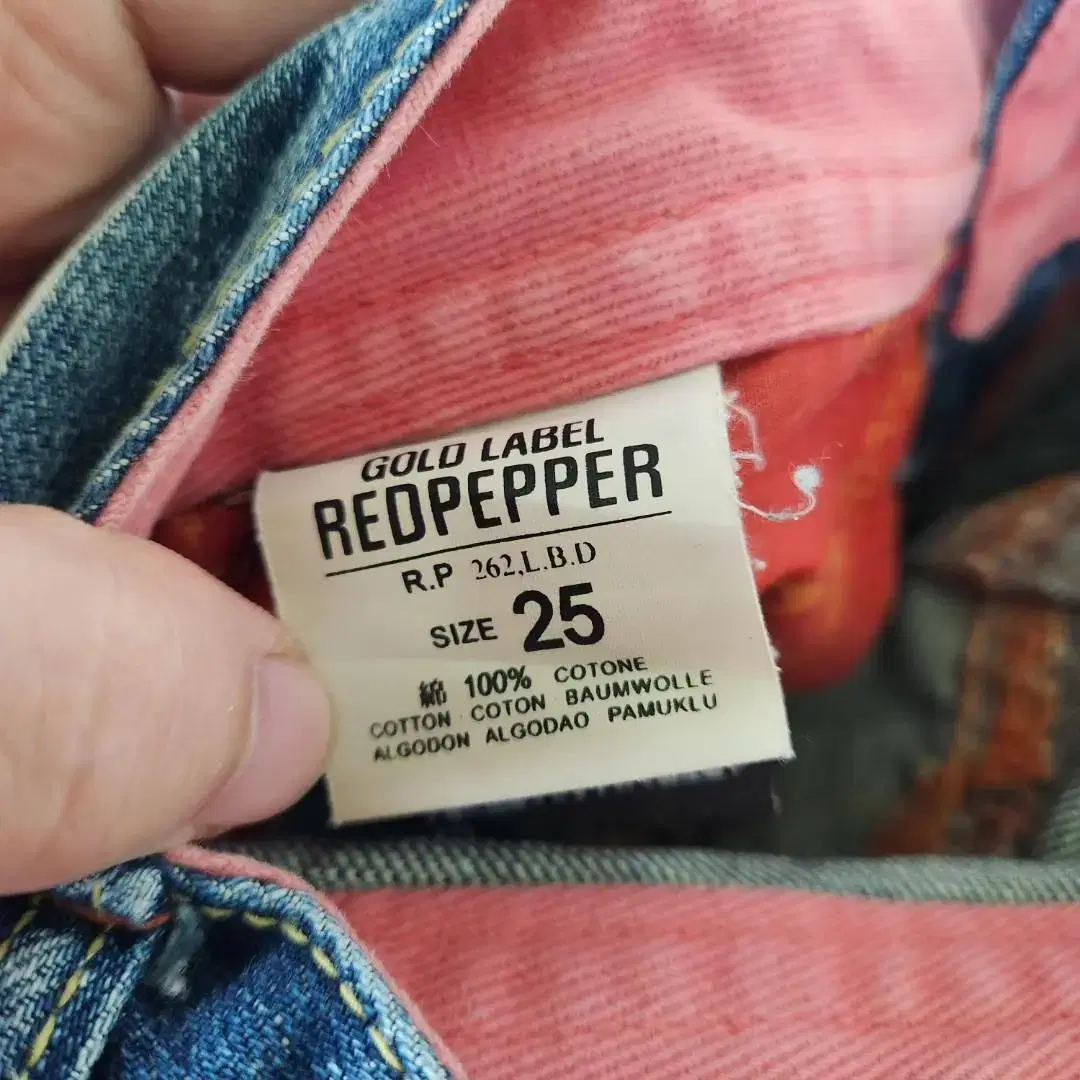 GOLD LABEL
REDPEPPER
R.P 262,L.B.D
SIZE 25
綿 100% COTONE
COTTON COTON BAUMWOLLE
ALGODON ALGODAO PAMUKLU